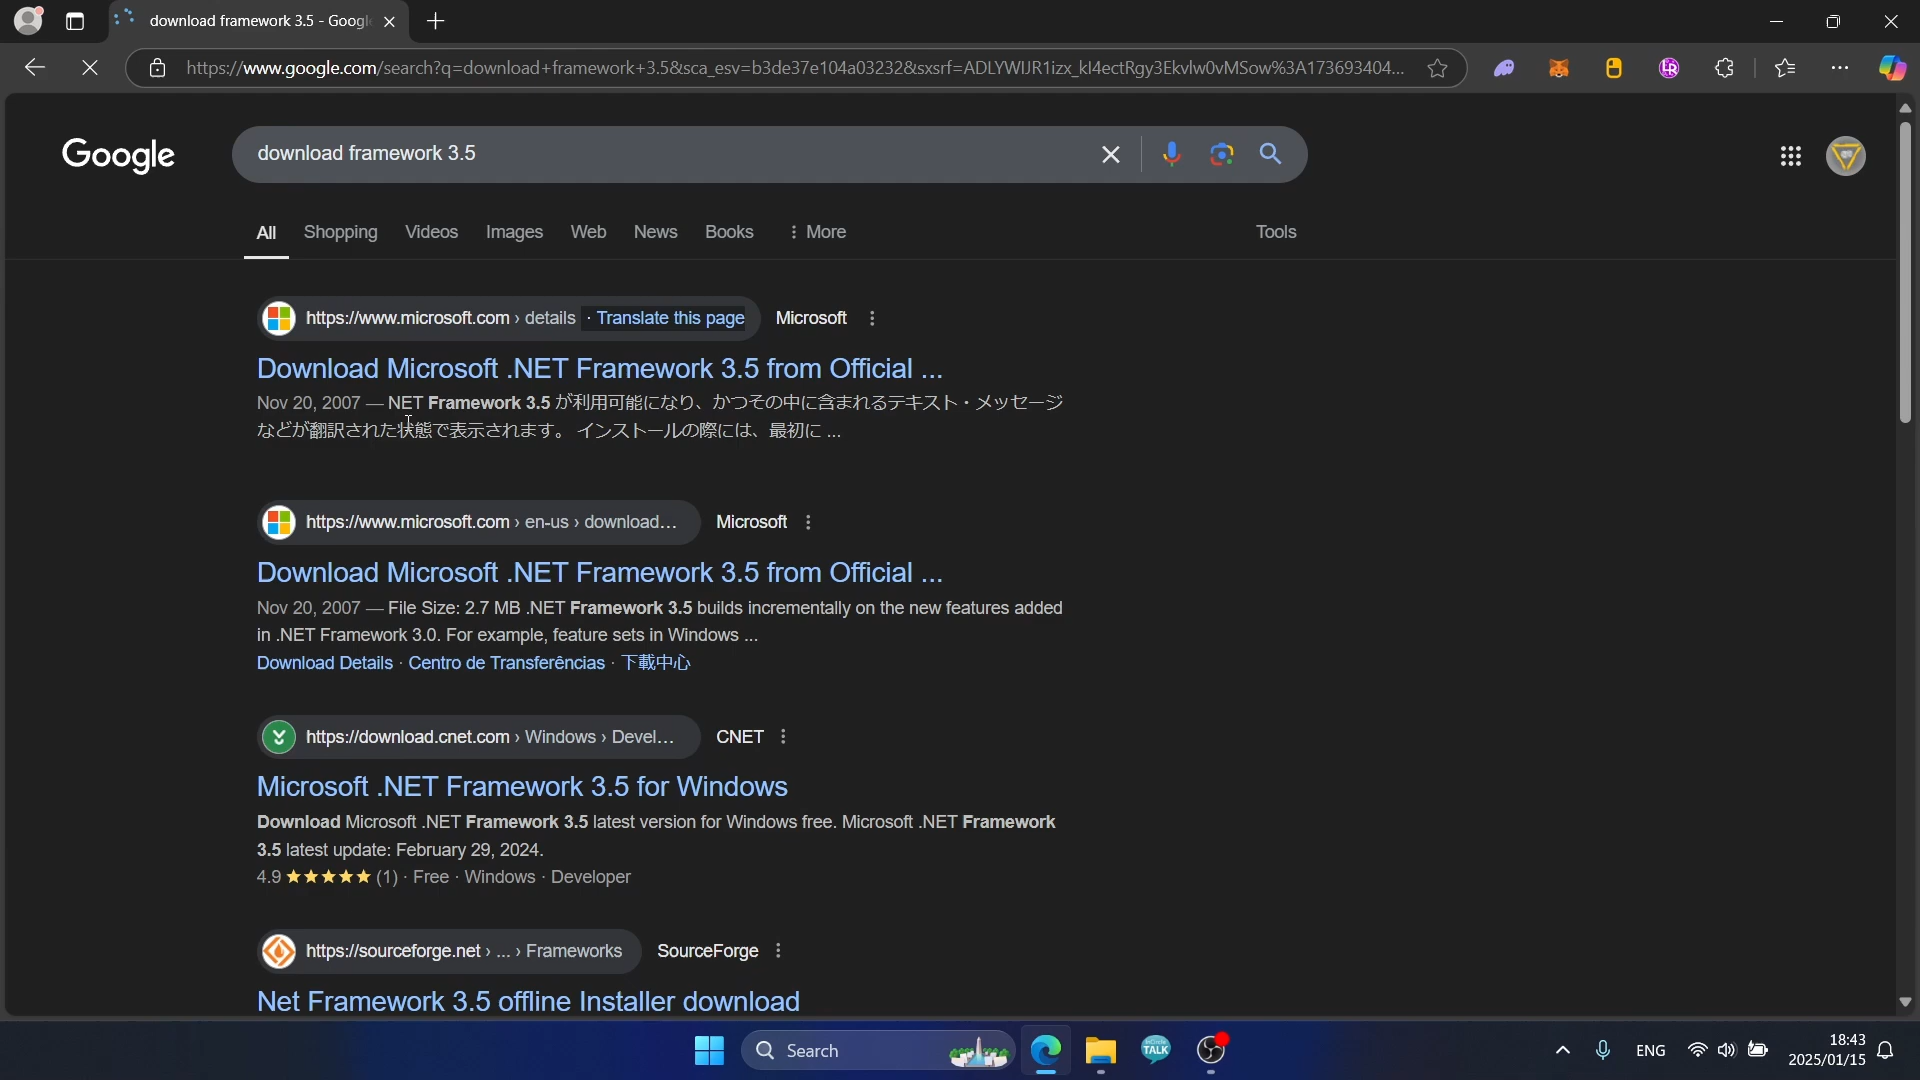 download framework 3.5 - Googl
https://www.google.com/search?q=download+framework+3.5&sca_esv=b3de37e104a03232&sxsrf=ADLYWIJR1izx_kl4ectRgy3Ekvlw0vMSow%3A173693404...
Google
download framework 3.5
All Shopping Videos Images Web News Books More Tools
https://www.microsoft.com › details · Translate this page Microsoft
Download Microsoft .NET Framework 3.5 from Official ...
Nov 20, 2007 — NET Framework 3.5 が利用可能になり、かつその中に含まれるテキスト・メッセージ
などが翻訳された状態で表示されます。 インストールの際には、最初に ...
https://www.microsoft.com › en-us › download... Microsoft
Download Microsoft .NET Framework 3.5 from Official ...
Nov 20, 2007 — File Size: 2.7 MB .NET Framework 3.5 builds incrementally on the new features added
in .NET Framework 3.0. For example, feature sets in Windows ...
Download Details · Centro de Transferências · 下載中心
https://download.cnet.com › Windows › Devel... CNET
Microsoft .NET Framework 3.5 for Windows
Download Microsoft .NET Framework 3.5 latest version for Windows free. Microsoft .NET Framework
3.5 latest update: February 29, 2024.
4.9 ★★★★★ (1) · Free · Windows · Developer
https://sourceforge.net › ... › Frameworks SourceForge
Net Framework 3.5 offline Installer download
Search
TALK
ENG
18:43
2025/01/15